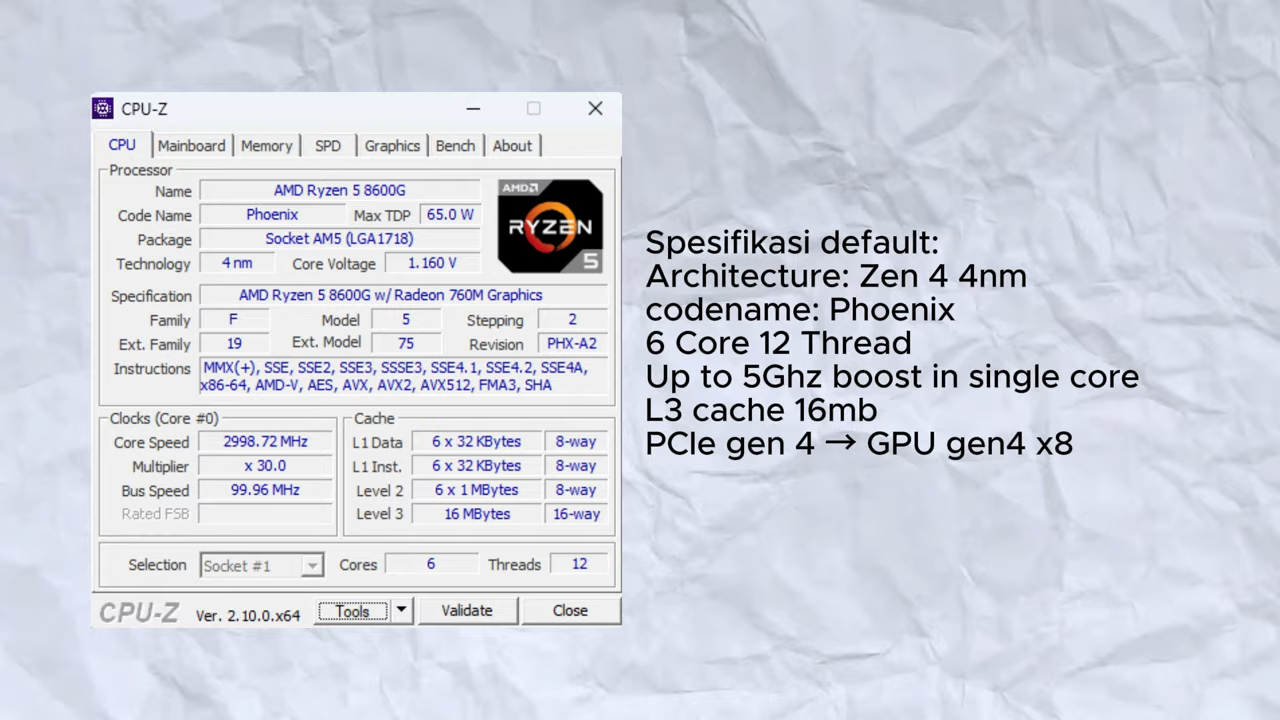 CPU-Z
CPU Mainboard Memory SPD Graphics Bench About
Processor
Name AMD Ryzen 5 8600G
Code Name Phoenix Max TDP 65.0 W
Package Socket AM5 (LGA1718)
Technology 4 nm Core Voltage 1.160 V
AMD RYZEN 5
Specification AMD Ryzen 5 8600G w/ Radeon 760M Graphics
Family F Model 5 Stepping 2
Ext. Family 19 Ext. Model 75 Revision PHX-A2
Instructions MMX(+), SSE, SSE2, SSE3, SSSE3, SSE4.1, SSE4.2, SSE4A,
x86-64, AMD-V, AES, AVX, AVX2, AVX512, FMA3, SHA
Clocks (Core #0)
Core Speed 2998.72 MHz
Multiplier x 30.0
Bus Speed 99.96 MHz
Rated FSB
Cache
L1 Data 6 x 32 KBytes 8-way
L1 Inst. 6 x 32 KBytes 8-way
Level 2 6 x 1 MBytes 8-way
Level 3 16 MBytes 16-way
Selection Socket #1 Cores 6 Threads 12
CPU-Z Ver. 2.10.0.x64 Tools Validate Close
Spesifikasi default:
Architecture: Zen 4 4nm
codename: Phoenix
6 Core 12 Thread
Up to 5Ghz boost in single core
L3 cache 16mb
PCIe gen 4 → GPU gen4 x8